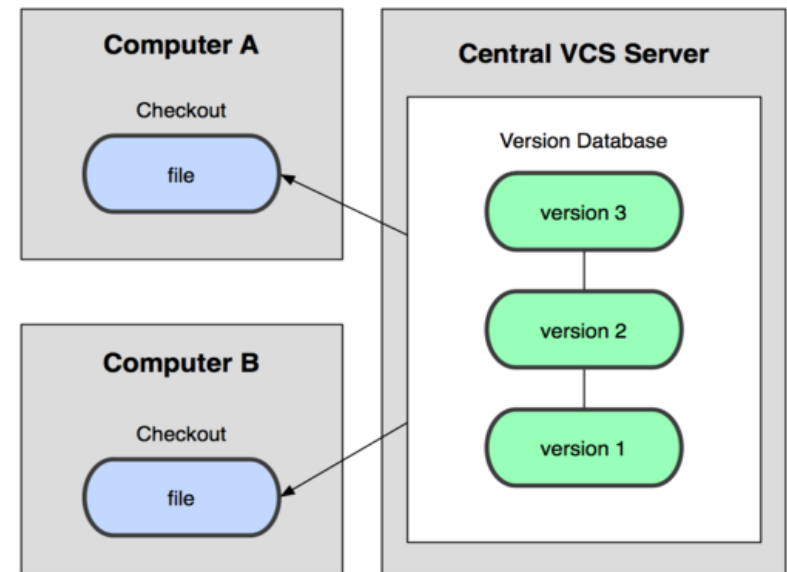 Computer A
Checkout
file
Computer B
Checkout
file
Central VCS Server
Version Database
version 3
version 2
version 1